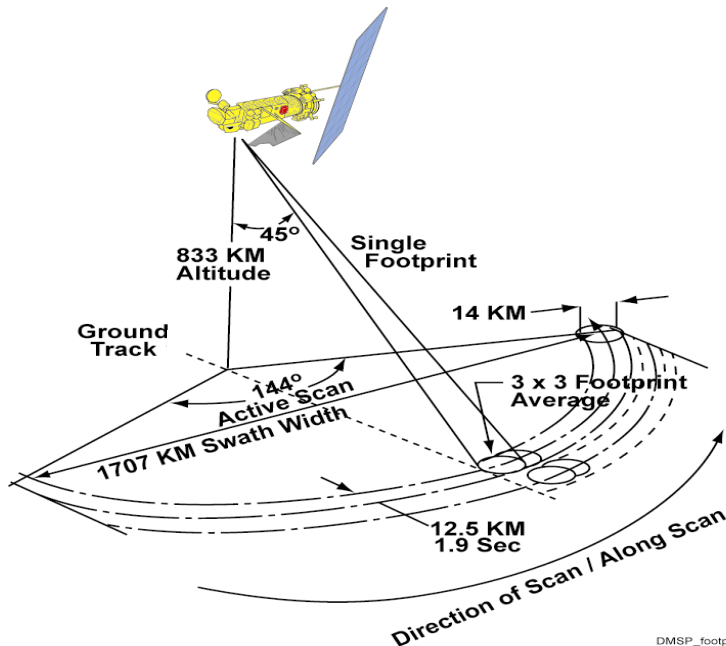 45°
833 KM
Altitude
Single
Footprint
14 KM
Ground
Track
144°
Active Scan
1707 KM Swath Width
3 x 3 Footprint
Average
12.5 KM
1.9 Sec
Direction of Scan / Along Scan
DMSP_footp